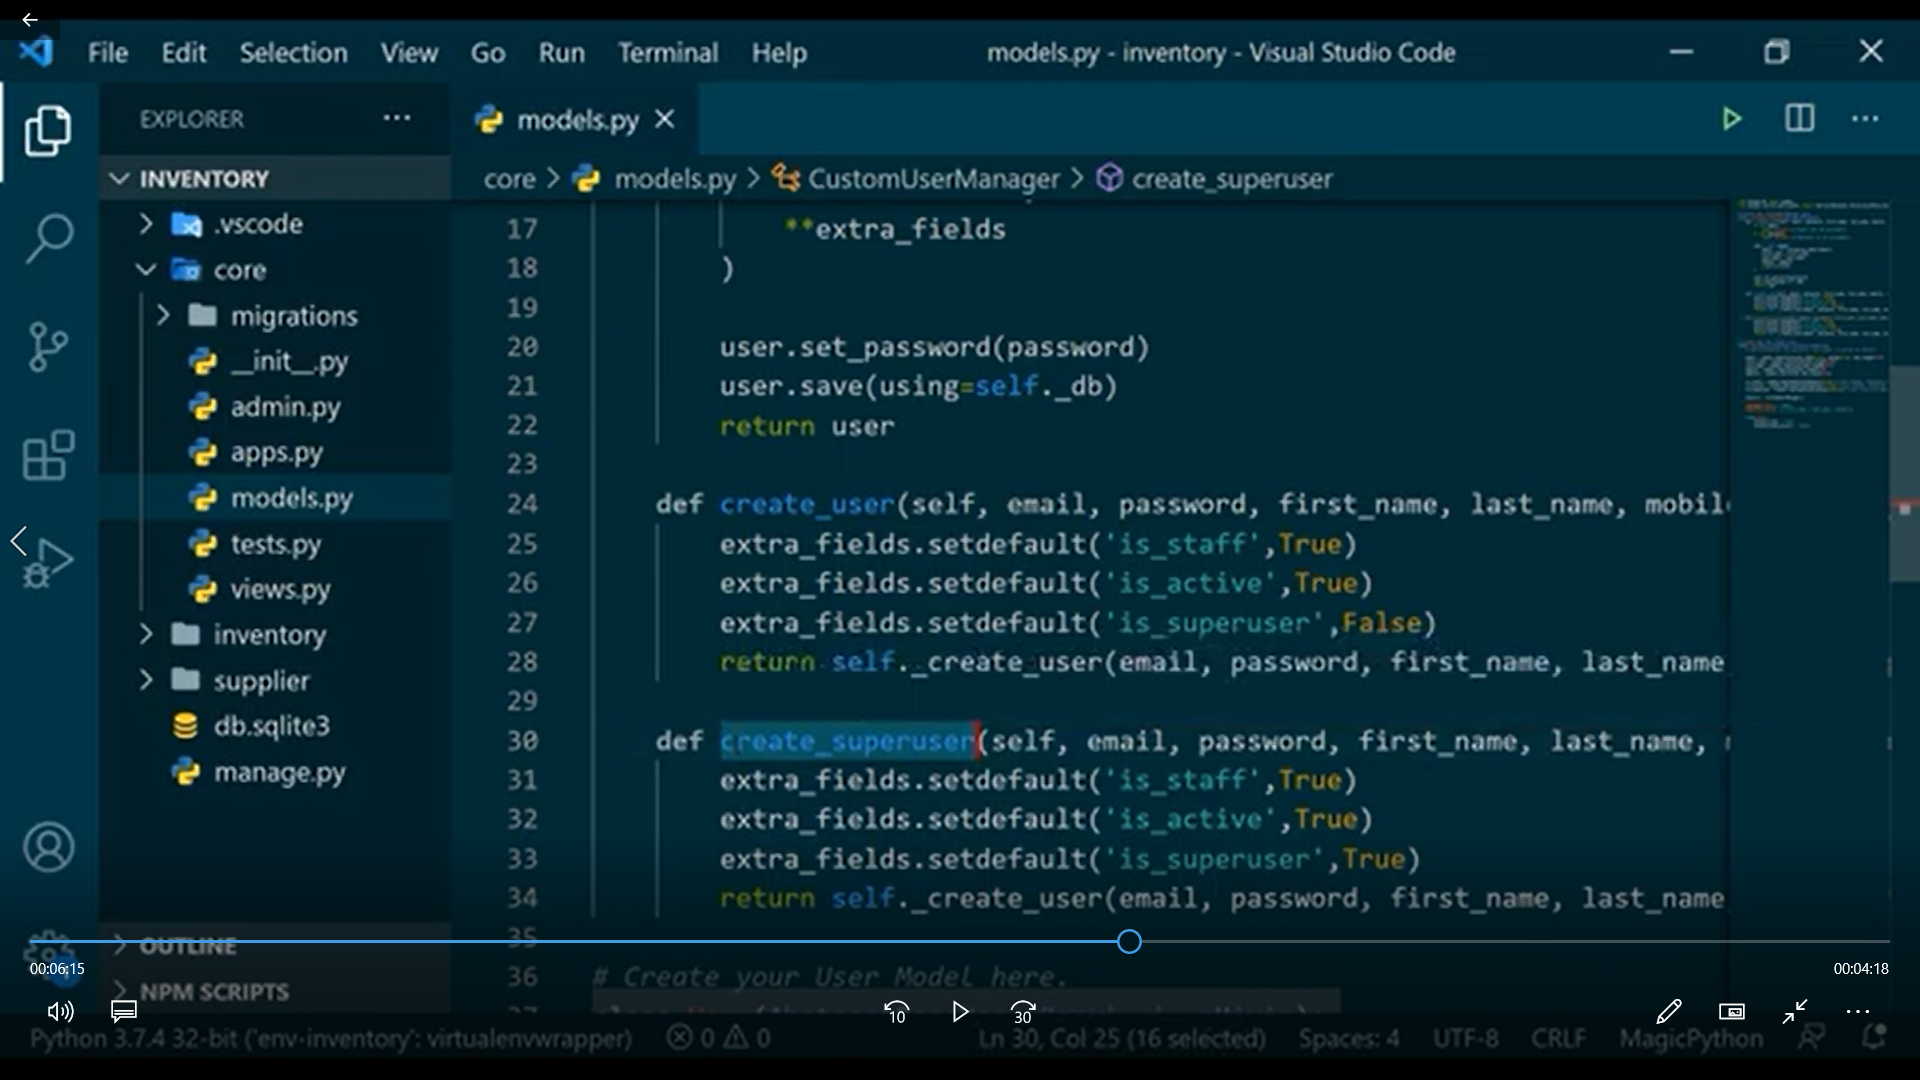 File Edit Selection View Go Run Terminal Help models.py - inventory - Visual Studio Code
EXPLORER
models.py
INVENTORY
core > models.py > CustomUserManager > create_superuser
.vscode
core
migrations
__init__.py
admin.py
apps.py
models.py
tests.py
views.py
inventory
supplier
db.sqlite3
manage.py
OUTLINE
NPM SCRIPTS
17 **extra_fields
18 )
19
20 user.set_password(password)
21 user.save(using=self._db)
22 return user
23
24 def create_user(self, email, password, first_name, last_name,
25 extra_fields.setdefault('is_staff',True)
26 extra_fields.setdefault('is_active',True)
27 extra_fields.setdefault('is_superuser',False)
28 return self._create_user(email, password, first_name, last_name
29
30 def create_superuser(self, email, password, first_name, last_name,
31 extra_fields.setdefault('is_staff',True)
32 extra_fields.setdefault('is_active',True)
33 extra_fields.setdefault('is_superuser',True)
34 return self._create_user(email, password, first_name, last_name
35
36 # Create your User Model here.
00:06:15
00:04:18
10
30
Python 3.7.4 32-bit ('env-inventory': virtualenvwrapper) 0 0 Ln 30, Col 25 (16 selected) Spaces: 4 UTF-8 CRLF MagicPython